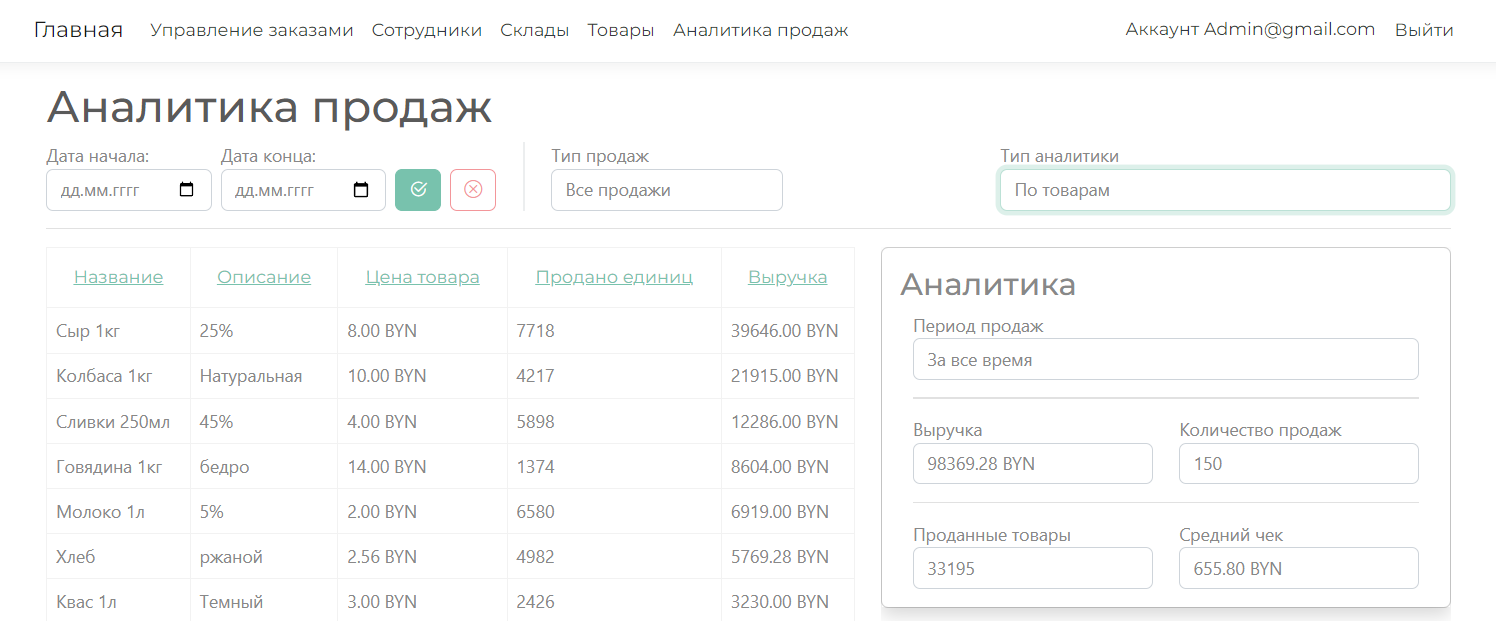 Главная Управление заказами Сотрудники Склады Товары Аналитика продаж Аккаунт Admin@gmail.com Выйти
Аналитика продаж
Дата начала: Дата конца: Тип продаж Тип аналитики
дд.мм.гггг дд.мм.гггг Все продажи По товарам
Название Описание Цена товара Продано единиц Выручка
Сыр 1кг 25% 8.00 BYN 7718 39646.00 BYN
Колбаса 1кг Натуральная 10.00 BYN 4217 21915.00 BYN
Сливки 250мл 45% 4.00 BYN 5898 12286.00 BYN
Говядина 1кг бедро 14.00 BYN 1374 8604.00 BYN
Молоко 1л 5% 2.00 BYN 6580 6919.00 BYN
Хлеб ржаной 2.56 BYN 4982 5769.28 BYN
Квас 1л Темный 3.00 BYN 2426 3230.00 BYN
Аналитика
Период продаж
За все время
Выручка Количество продаж
98369.28 BYN 150
Проданные товары Средний чек
33195 655.80 BYN